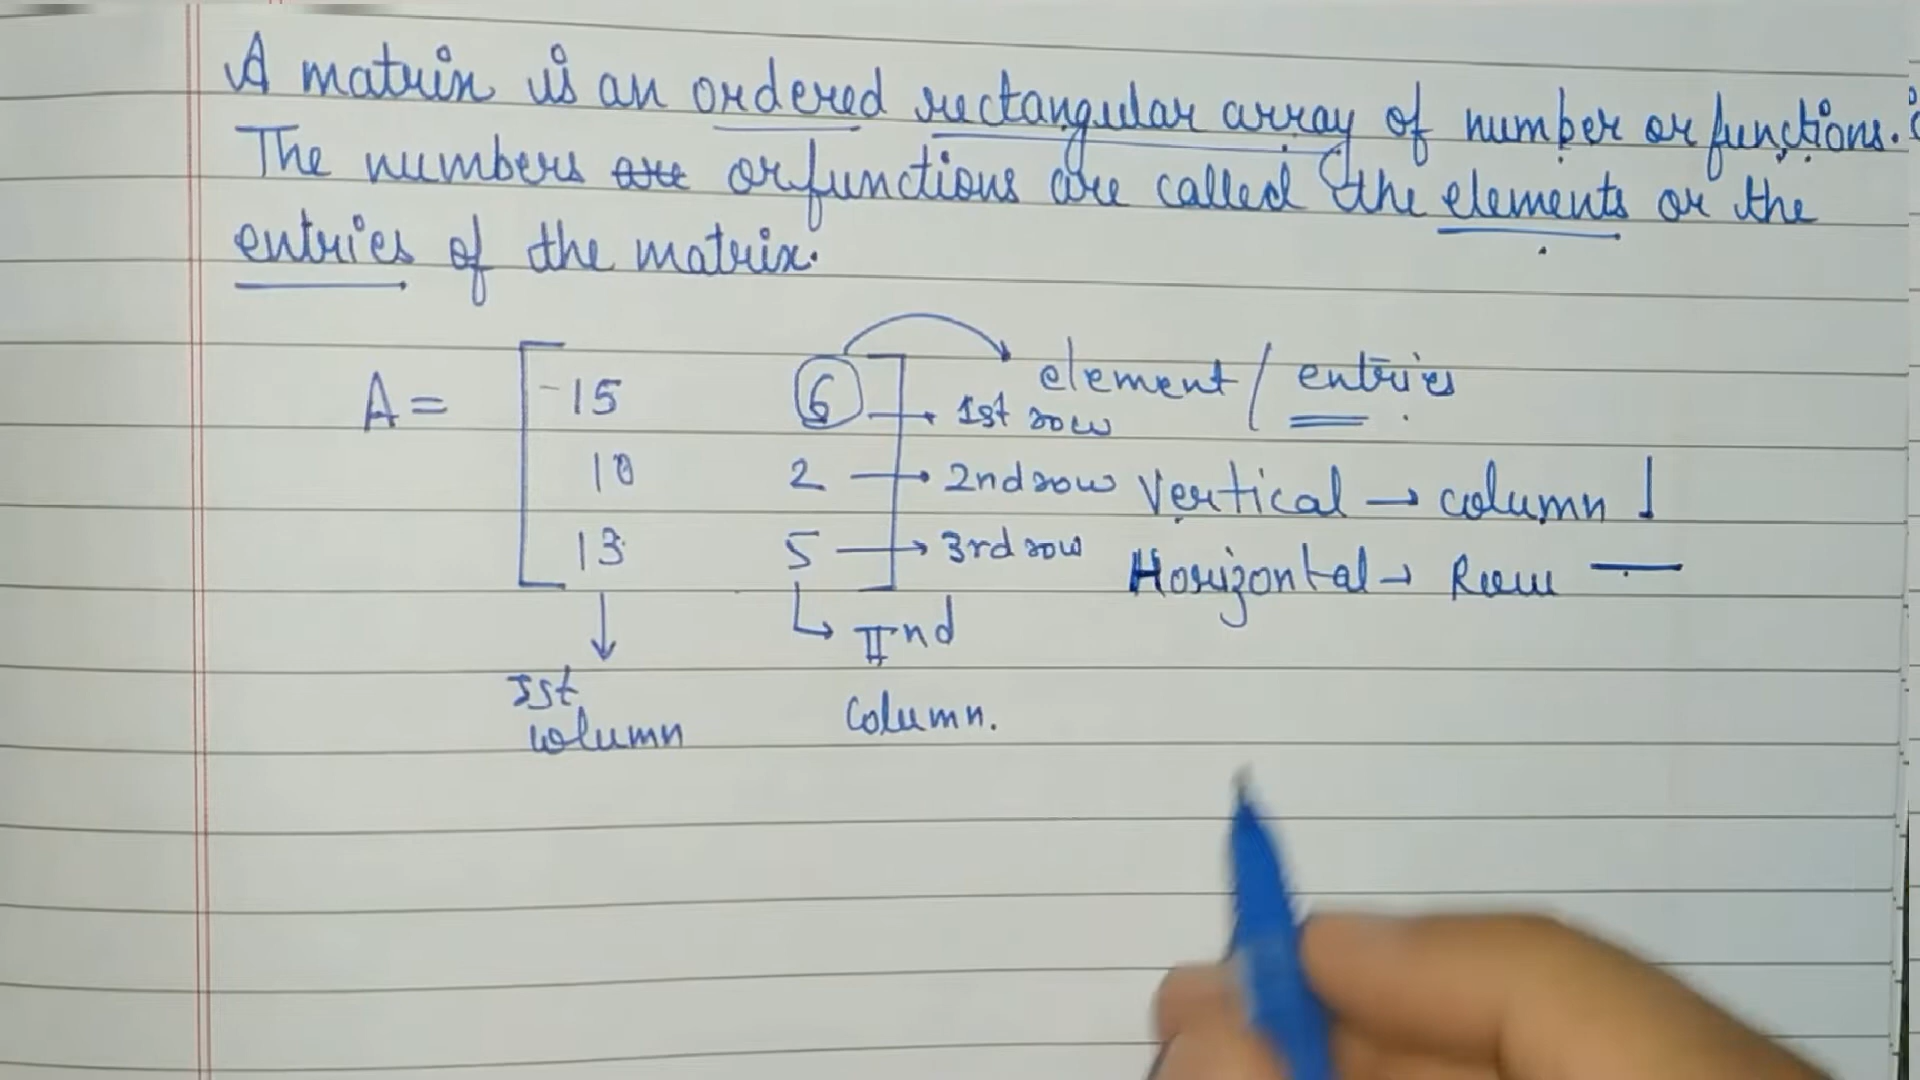 A matrix is an ordered rectangular array of number or functions.
The numbers are or functions are called the elements or the
entries of the matrix.
A = -15 6 element / entries
1st row
10 2 → 2nd row Vertical → column
13 5 → 3rd row Horizontal → Row
IInd
Ist
column column.